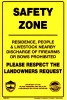 SAFETY
ZONE
RESIDENCE, PEOPLE
& LIVESTOCK NEARBY
DISCHARGE OF FIREARMS
OR BOWS PROHIBITED
PLEASE RESPECT THE
LANDOWNERS REQUEST